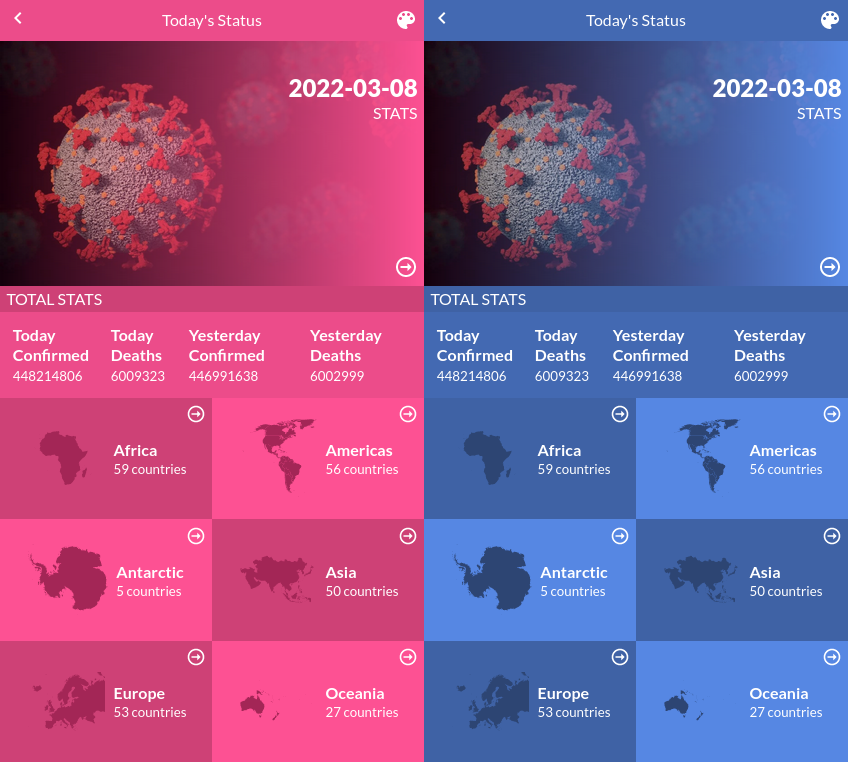 Today's Status
2022-03-08
STATS
TOTAL STATS
Today Confirmed
448214806
Today Deaths
6009323
Yesterday Confirmed
446991638
Yesterday Deaths
6002999
Africa
59 countries
Americas
56 countries
Antarctic
5 countries
Asia
50 countries
Europe
53 countries
Oceania
27 countries
Today's Status
2022-03-08
STATS
TOTAL STATS
Today Confirmed
448214806
Today Deaths
6009323
Yesterday Confirmed
446991638
Yesterday Deaths
6002999
Africa
59 countries
Americas
56 countries
Antarctic
5 countries
Asia
50 countries
Europe
53 countries
Oceania
27 countries